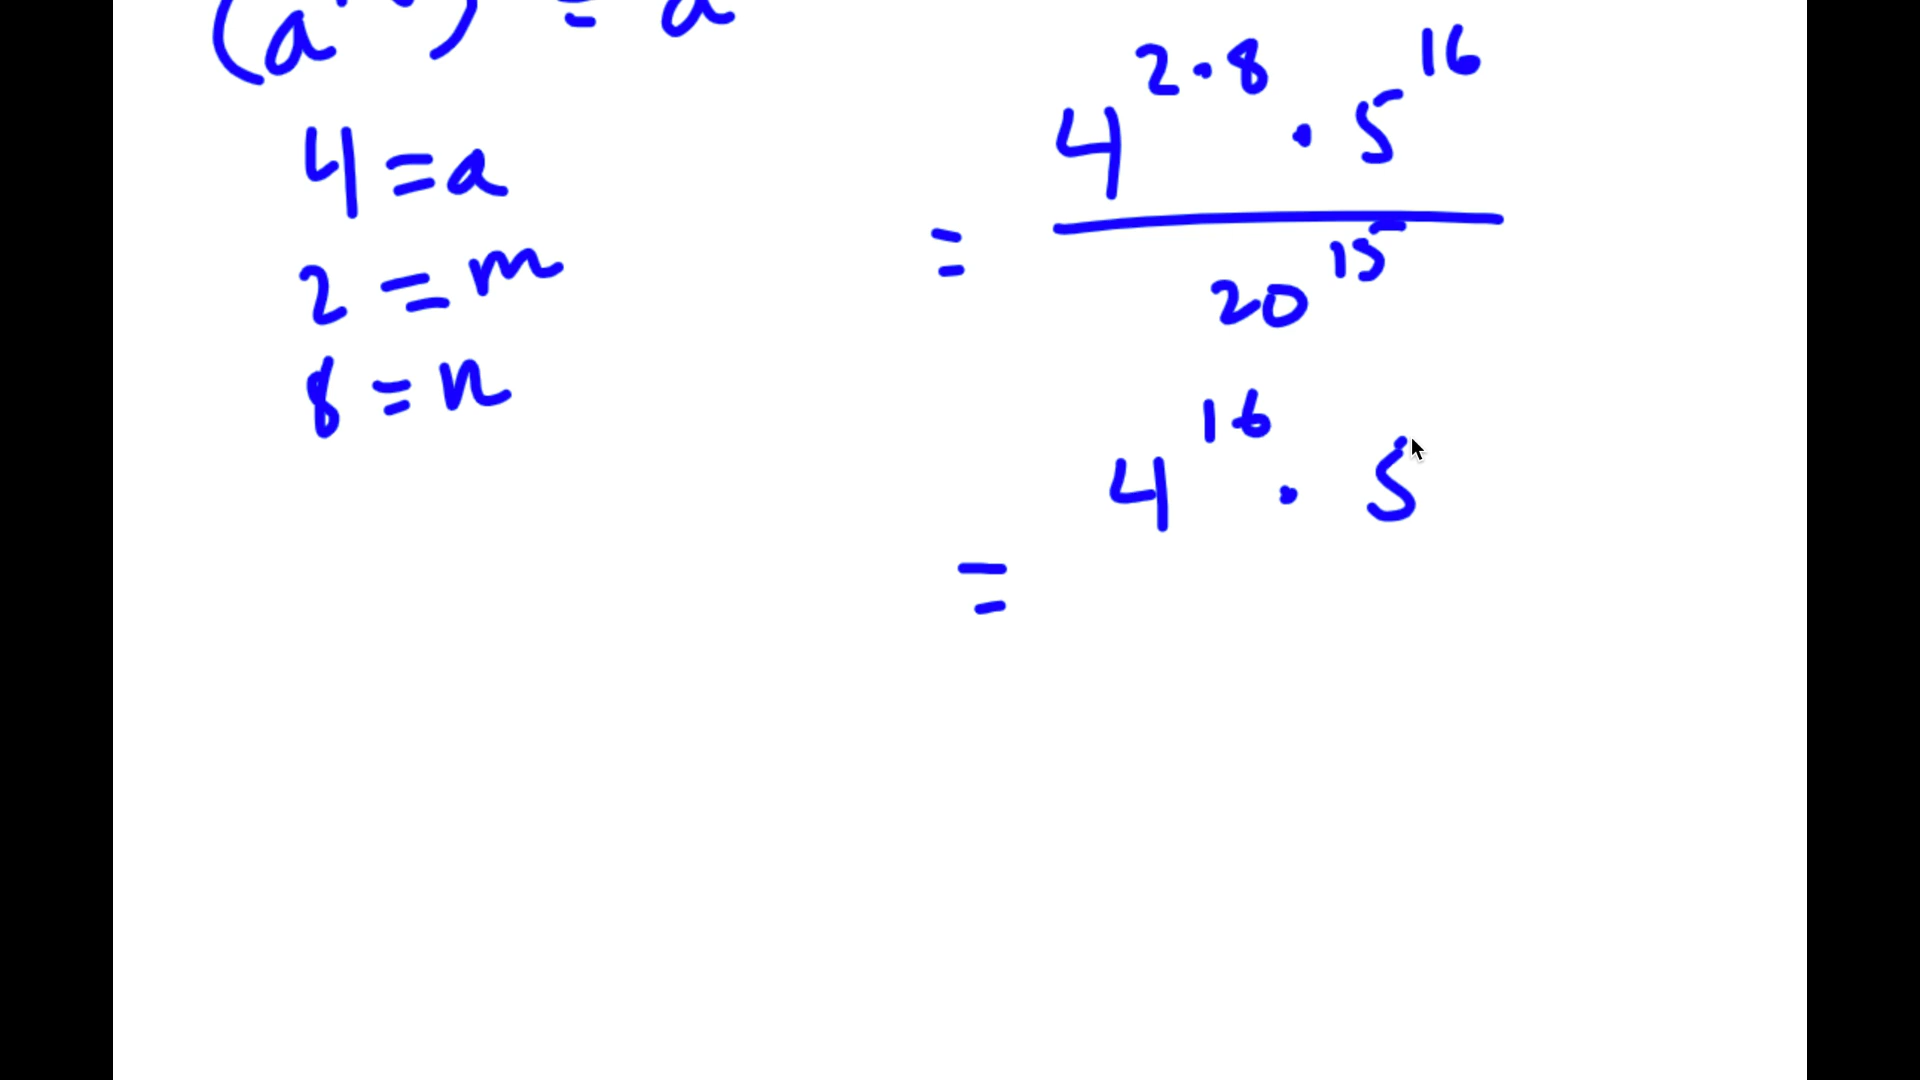 (a ) = a
4 = a
2 = m
8 = n
4^{2·8} · 5^{16}
=
20^{15}
4^{16} · 5
=